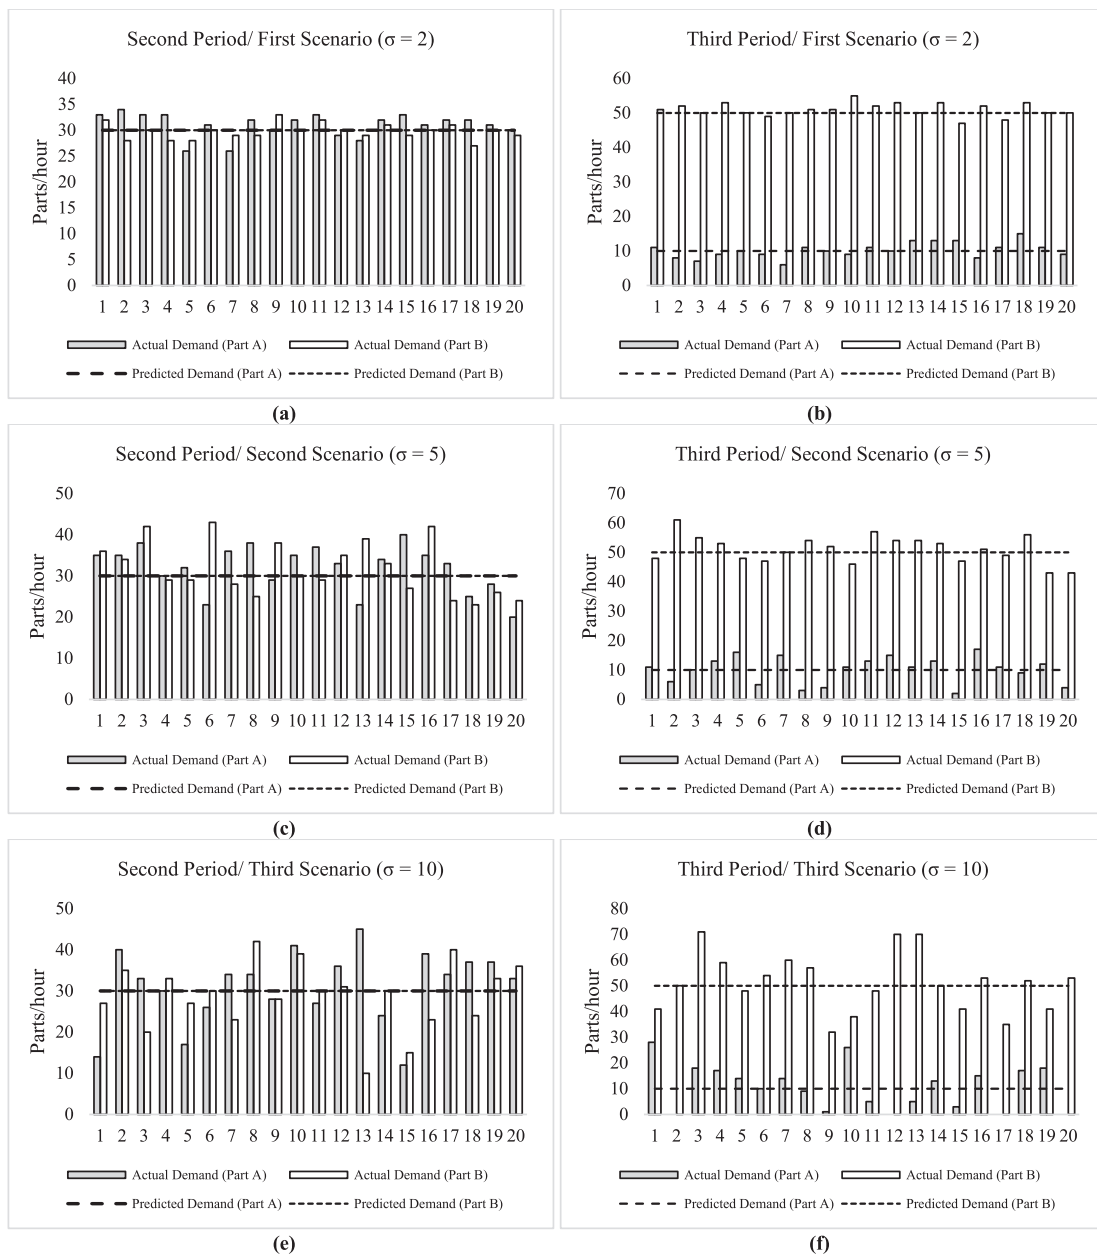 Second Period/ First Scenario (σ = 2)
Parts/hour
40
35
30
25
20
15
10
5
0
1 2 3 4 5 6 7 8 9 10 11 12 13 14 15 16 17 18 19 20
Actual Demand (Part A) Actual Demand (Part B)
Predicted Demand (Part A) Predicted Demand (Part B)
(a)
Third Period/ First Scenario (σ = 2)
Parts/hour
60
50
40
30
20
10
0
1 2 3 4 5 6 7 8 9 10 11 12 13 14 15 16 17 18 19 20
Actual Demand (Part A) Actual Demand (Part B)
Predicted Demand (Part A) Predicted Demand (Part B)
(b)
Second Period/ Second Scenario (σ = 5)
Parts/hour
50
40
30
20
10
0
1 2 3 4 5 6 7 8 9 10 11 12 13 14 15 16 17 18 19 20
Actual Demand (Part A) Actual Demand (Part B)
Predicted Demand (Part A) Predicted Demand (Part B)
(c)
Third Period/ Second Scenario (σ = 5)
Parts/hour
70
60
50
40
30
20
10
0
1 2 3 4 5 6 7 8 9 10 11 12 13 14 15 16 17 18 19 20
Actual Demand (Part A) Actual Demand (Part B)
Predicted Demand (Part A) Predicted Demand (Part B)
(d)
Second Period/ Third Scenario (σ = 10)
Parts/hour
50
40
30
20
10
0
1 2 3 4 5 6 7 8 9 10 11 12 13 14 15 16 17 18 19 20
Actual Demand (Part A) Actual Demand (Part B)
Predicted Demand (Part A) Predicted Demand (Part B)
(e)
Third Period/ Third Scenario (σ = 10)
Parts/hour
80
70
60
50
40
30
20
10
0
1 2 3 4 5 6 7 8 9 10 11 12 13 14 15 16 17 18 19 20
Actual Demand (Part A) Actual Demand (Part B)
Predicted Demand (Part A) Predicted Demand (Part B)
(f)